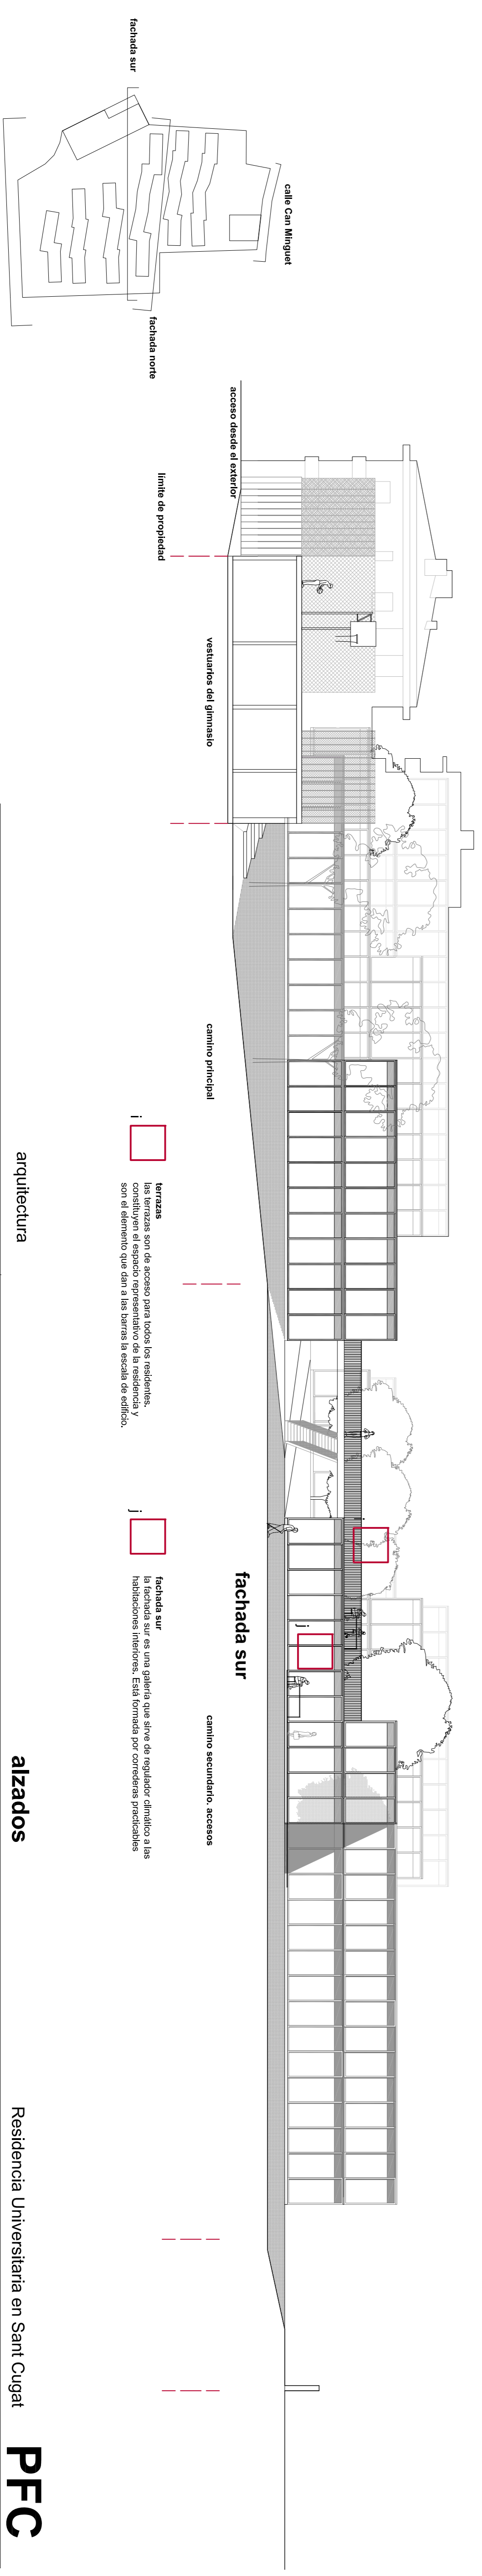 fachada sur
calle Can Minguet
fachada norte
acceso desde el exterior
límite de propiedad
vestuarios del gimnasio
camino principal
i
terrazas
las terrazas son de acceso para todos los residentes.
constituyen el espacio representativo de la residencia y
son el elemento que dan a las barras la escala de edificio.
j
fachada sur
la fachada sur es una galería que sirve de regulador climático a las
habitaciones interiores. Está formada por correderas practicables
i
j
fachada sur
camino secundario. accesos
arquitectura
alzados
Residencia Universitaria en Sant Cugat
PFC